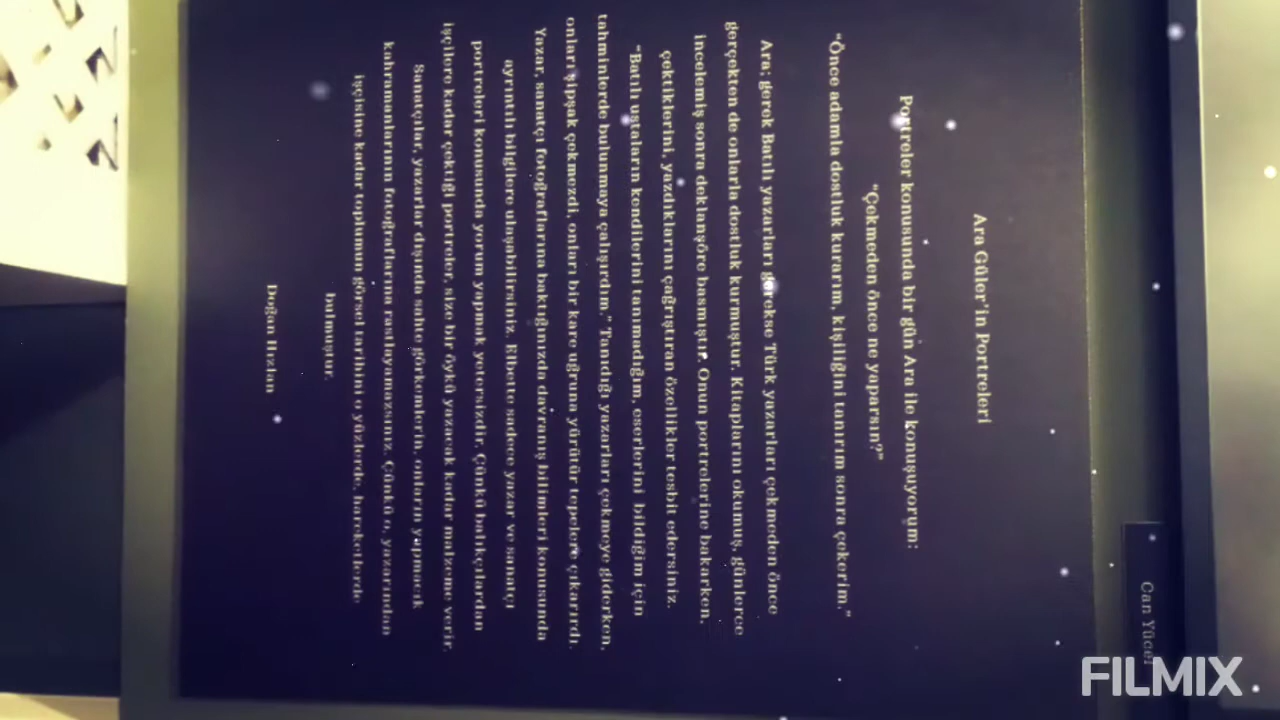 Ara Güler'in Portreleri
Portreler konusunda bir gün Ara ile konuşuyorum:
"Çekmeden önce ne yaparsın?"
"Önce adamla dostluk kurarım, kişiliğini tanırım sonra çekerim."
Ara; gerek Batılı yazarları gerekse Türk yazarları çekmeden önce
gerçekten de onlarla dostluk kurmuştur. Kitaplarını okumuş, günlerce
incelemiş sonra deklanşöre basmıştır. Onun portrelerine bakarken,
çektiklerini, yazdıklarını çağrıştıran özellikler tesbit edersiniz.
"Batılı ustaların kendilerini tanımadığım, eserlerini bildiğim için
tahminlerde bulunmaya çalışırdım." Tanıdığı yazarları çekmeye giderken,
onları şipşak çekmezdi, onları bir kare uğruna yürütür tepelere çıkarırdı.
Yazar, sanatçı fotoğraflarına baktığınızda davranış bilimleri konusunda
ayrıntılı bilgilere ulaşabilirsiniz. Elbette sadece yazar ve sanatçı
portreleri konusunda yorum yapmak yetersizdir. Çünkü balıkçılardan
işçilere kadar çektiği portreler, size bir öykü yazacak kadar malzeme verir.
Sanatçılar, yazarlar dışında sahte görkemlerin, onların yapmacık
kahramanlarının fotoğraflarına rastlayamazsınız. Çünkü o, yazarından
işçisine kadar toplumun görsel tarihini o yüzlerde, hareketlerde
bulmuştur.
Doğan Hızlan
Can Yücel
FILMIX